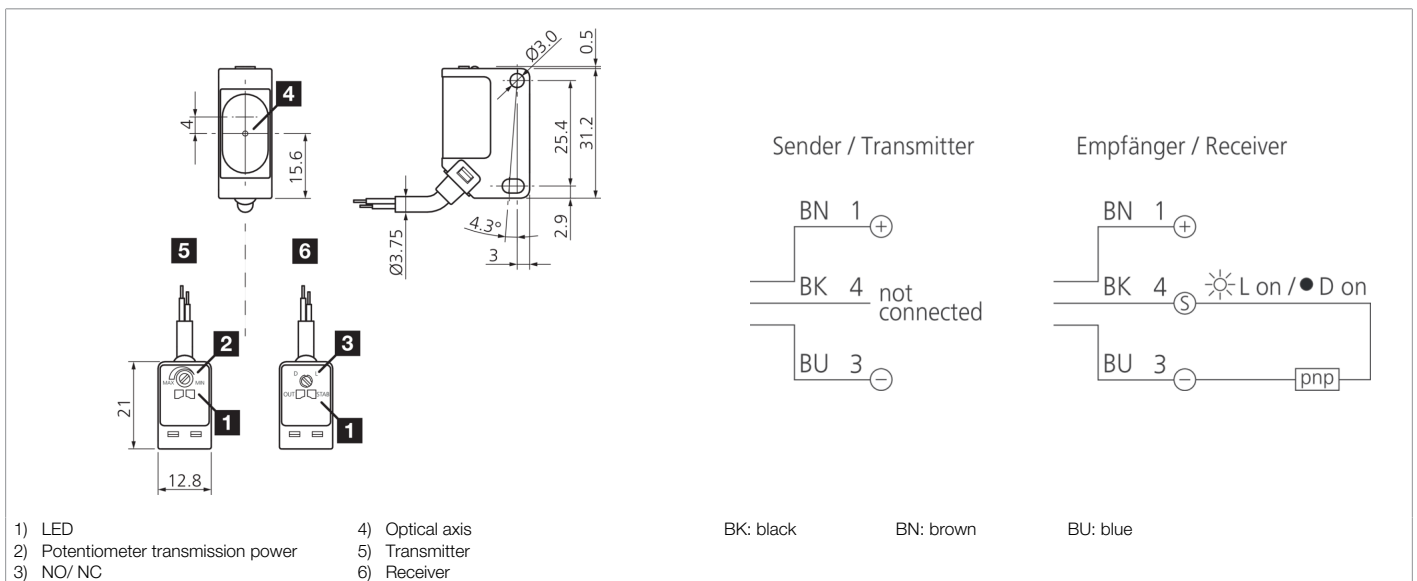 Ø3.0
0.5
4
4
15.6
25.4
31.2
Ø3.75
4.3°
3
2.9
5
6
2
3
MAX MIN
D L
OUT STAB
1
1
21
12.8
Sender / Transmitter
BN 1 +
BK 4 not
connected
BU 3 −
Empfänger / Receiver
BN 1 +
BK 4 S L on / D on
BU 3 − pnp
1) LED
2) Potentiometer transmission power
3) NO/ NC
4) Optical axis
5) Transmitter
6) Receiver
BK: black BN: brown BU: blue